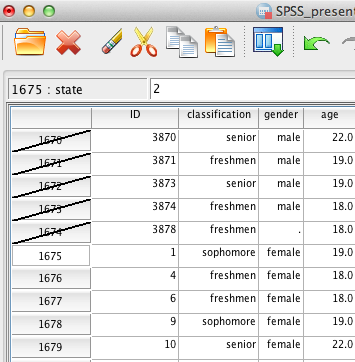 SPSS_present
1675 : state 2
ID classification gender age
1670 3870 senior male 22.0
1671 3871 freshmen male 19.0
1672 3873 senior male 19.0
1673 3874 freshmen male 18.0
1674 3878 freshmen . 18.0
1675 1 sophomore female 19.0
1676 4 freshmen female 18.0
1677 6 freshmen female 18.0
1678 9 sophomore female 19.0
1679 10 senior female 22.0